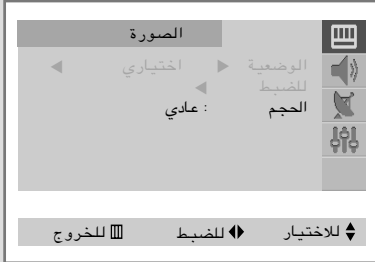 الصورة
الوضعية ◀ اختياري ▶
للضبط ▶
الحجم : عادي
للاختيار للضبط للخروج